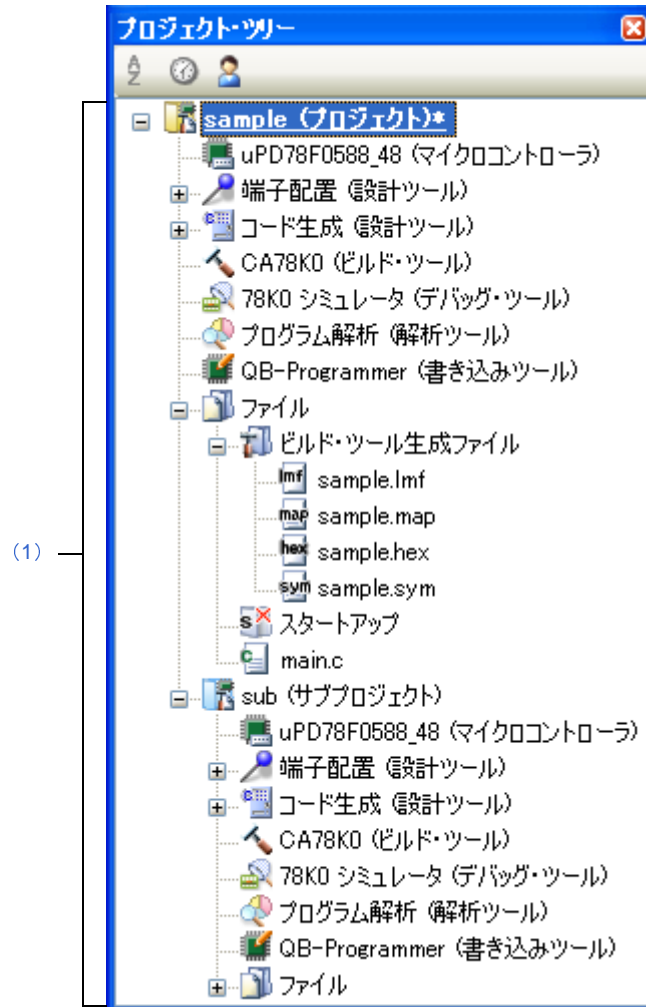 プロジェクト・ツリー
sample (プロジェクト)*
uPD78F0588_48 (マイクロコントローラ)
端子配置 (設計ツール)
コード生成 (設計ツール)
CA78K0 (ビルド・ツール)
78K0 シミュレータ (デバッグ・ツール)
プログラム解析 (解析ツール)
QB-Programmer (書き込みツール)
ファイル
ビルド・ツール生成ファイル
lmf sample.lmf
map sample.map
hex sample.hex
sym sample.sym
(1)
スタートアップ
main.c
sub (サブプロジェクト)
uPD78F0588_48 (マイクロコントローラ)
端子配置 (設計ツール)
コード生成 (設計ツール)
CA78K0 (ビルド・ツール)
78K0 シミュレータ (デバッグ・ツール)
プログラム解析 (解析ツール)
QB-Programmer (書き込みツール)
ファイル